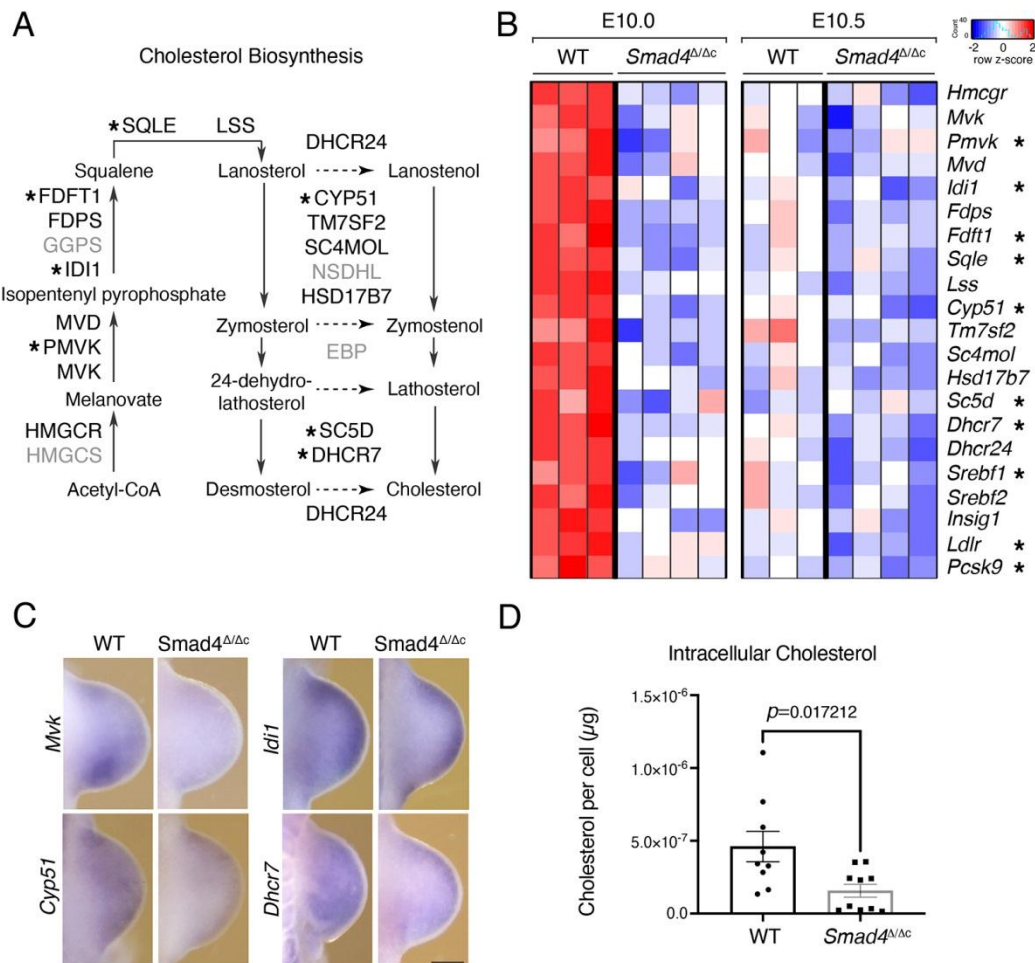 A
Cholesterol Biosynthesis
*SQLE LSS
DHCR24
Squalene
Lanosterol
Lanostenol
*FDFT1
FDPS
GGPS
*IDI1
*CYP51
TM7SF2
SC4MOL
NSDHL
HSD17B7
Isopentenyl pyrophosphate
MVD
*PMVK
MVK
Zymosterol
Zymostenol
EBP
Melanovate
24-dehydro-
lathosterol
Lathosterol
HMGCR
HMGCS
*SC5D
*DHCR7
Acetyl-CoA
Desmosterol
Cholesterol
DHCR24
B
E10.0
E10.5
WT
Smad4Δ/Δc
WT
Smad4Δ/Δc
Count
40
0
-2 0 2
row z-score
Hmcgr
Mvk
Pmvk *
Mvd
Idi1 *
Fdps
Fdft1 *
Sqle *
Lss
Cyp51 *
Tm7sf2
Sc4mol
Hsd17b7
Sc5d *
Dhcr7 *
Dhcr24
Srebf1 *
Srebf2
Insig1
Ldlr *
Pcsk9 *
C
WT
Smad4Δ/Δc
WT
Smad4Δ/Δc
Mvk
Idi1
Cyp51
Dhcr7
D
Intracellular Cholesterol
Cholesterol per cell (µg)
1.5×10-6
1.0×10-6
5.0×10-7
0.0
p=0.017212
WT
Smad4Δ/Δc